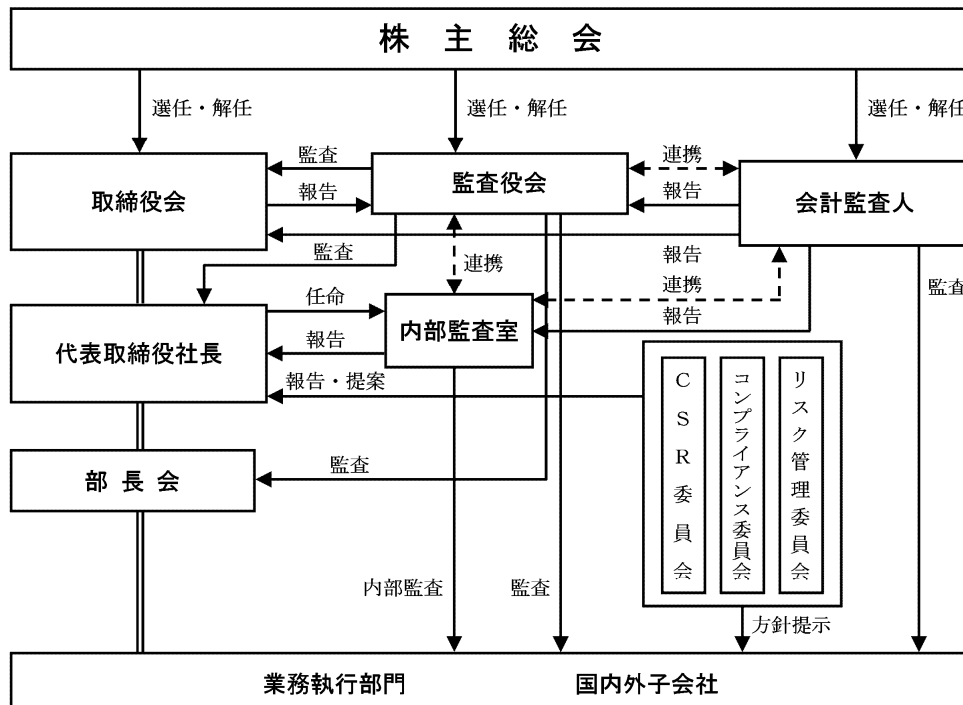 株主総会
選任・解任
選任・解任
選任・解任
取締役会
監査
報告
監査役会
連携
報告
会計監査人
監査
連携
報告
連携
監査
代表取締役社長
任命
報告
内部監査室
報告
報告・提案
CSR委員会
コンプライアンス委員会
リスク管理委員会
部長会
監査
内部監査
監査
方針提示
業務執行部門
国内外子会社